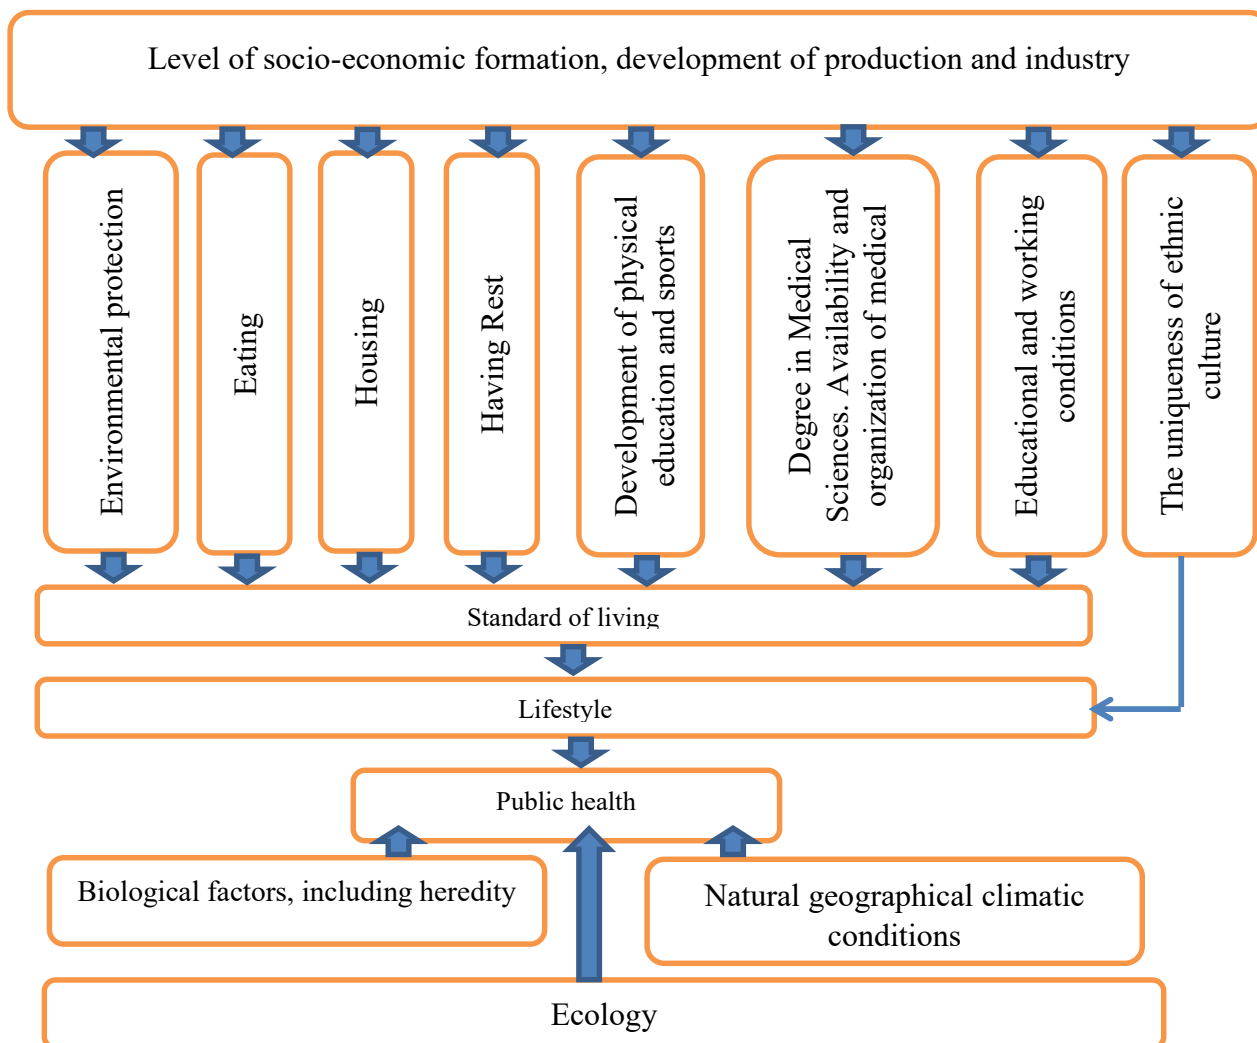 Level of socio-economic formation, development of production and industry
Environmental protection
Eating
Housing
Having Rest
Development of physical
education and sports
Degree in Medical
Sciences. Availability and
organization of medical
Educational and working
conditions
The uniqueness of ethnic
culture
Standard of living
Lifestyle
Public health
Biological factors, including heredity
Natural geographical climatic
conditions
Ecology